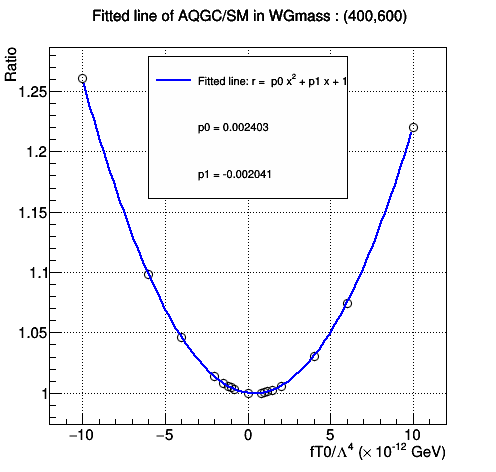 Fitted line of AQGC/SM in WGmass : (400,600)
Ratio
Fitted line: r = p0 x² + p1 x + 1
p0 = 0.002403
p1 = -0.002041
1.25
1.2
1.15
1.1
1.05
1
−10 −5 0 5 10
fT0/Λ⁴ (× 10⁻¹² GeV)